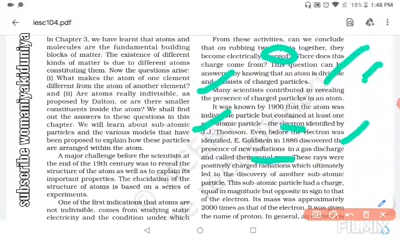 iesc104.pdf
1:48 PM
subscribe womaniya kidumiya
In Chapter 3, we have learnt that atoms and
molecules are the fundamental building
blocks of matter. The existence of different
kinds of matter is due to different atoms
constituting them. Now the questions arise:
(i) What makes the atom of one element
different from the atom of another element?
and (ii) Are atoms really indivisible, as
proposed by Dalton, or are there smaller
constituents inside the atom? We shall find
out the answers to these questions in this
chapter. We will learn about sub-atomic
particles and the various models that have
been proposed to explain how these particles
are arranged within the atom.
A major challenge before the scientists at
the end of the 19th century was to reveal the
structure of the atom as well as to explain its
important properties. The elucidation of the
structure of atoms is based on a series of
experiments.
One of the first indications that atoms are
not indivisible, comes from studying static
electricity and the condition under which
From these activities, can we conclude
that on rubbing two together, they
become electrically does this
charge come from? This question can be
answered by knowing that an atom is divisible
and consists of charged particles.
Many scientists contributed in revealing
the presence of charged particles in an atom.
It was known by 1900 that the atom was
particle but contained at least one
sub-atomic particle – the electron identified by
J.J. Thomson. Even before the electron was
identified, E. Goldstein in 1886 discovered the
presence of new radiations in a gas discharge
and called them rays. These rays were
positively charged radiations which ultimately
led to the discovery of another sub-atomic
particle. This sub-atomic particle had a charge,
equal in magnitude but opposite in sign to that
of the electron. Its mass was approximately
2000 times as that of the electron. It was given
the name of proton. In general, an
FILMI